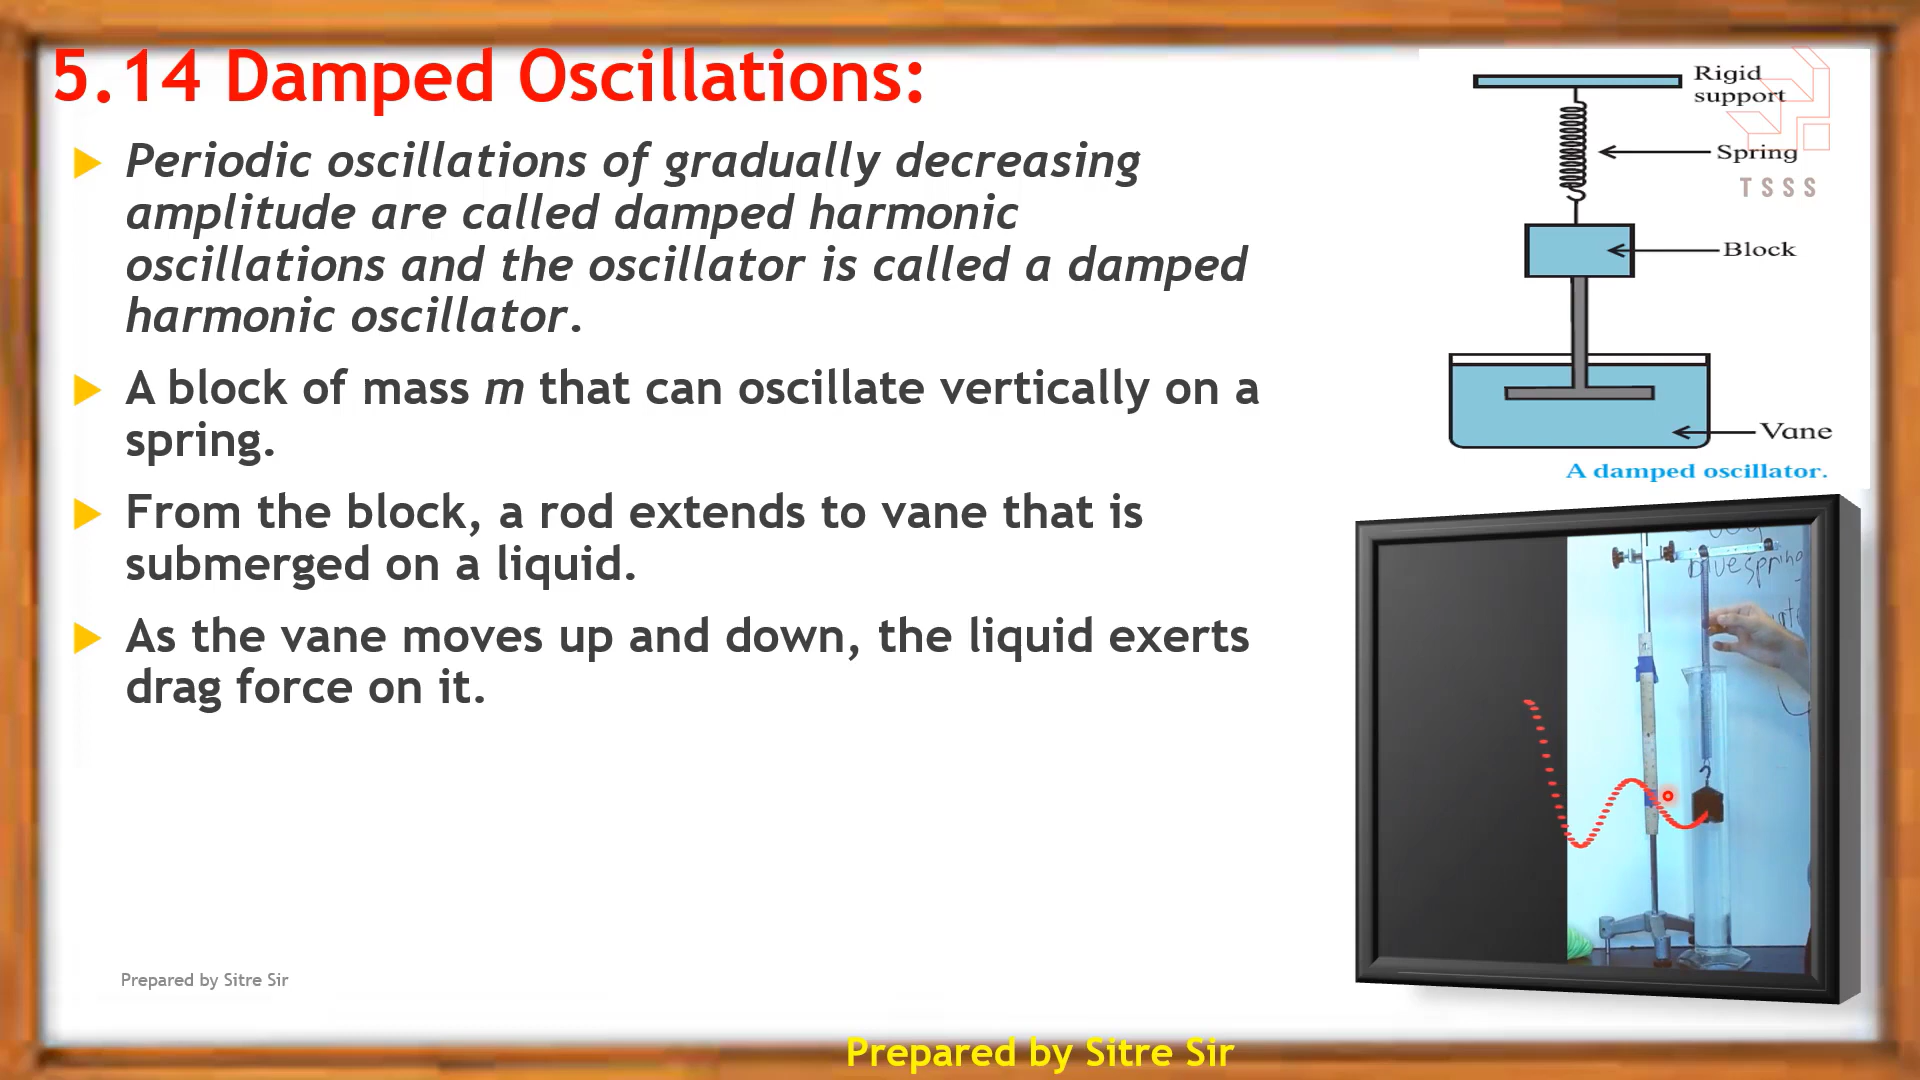 5.14 Damped Oscillations:
Periodic oscillations of gradually decreasing
amplitude are called damped harmonic
oscillations and the oscillator is called a damped
harmonic oscillator.
A block of mass m that can oscillate vertically on a
spring.
From the block, a rod extends to vane that is
submerged on a liquid.
As the vane moves up and down, the liquid exerts
drag force on it.
Rigid
support
Spring
TSSS
Block
Vane
A damped oscillator.
Prepared by Sitre Sir
Prepared by Sitre Sir